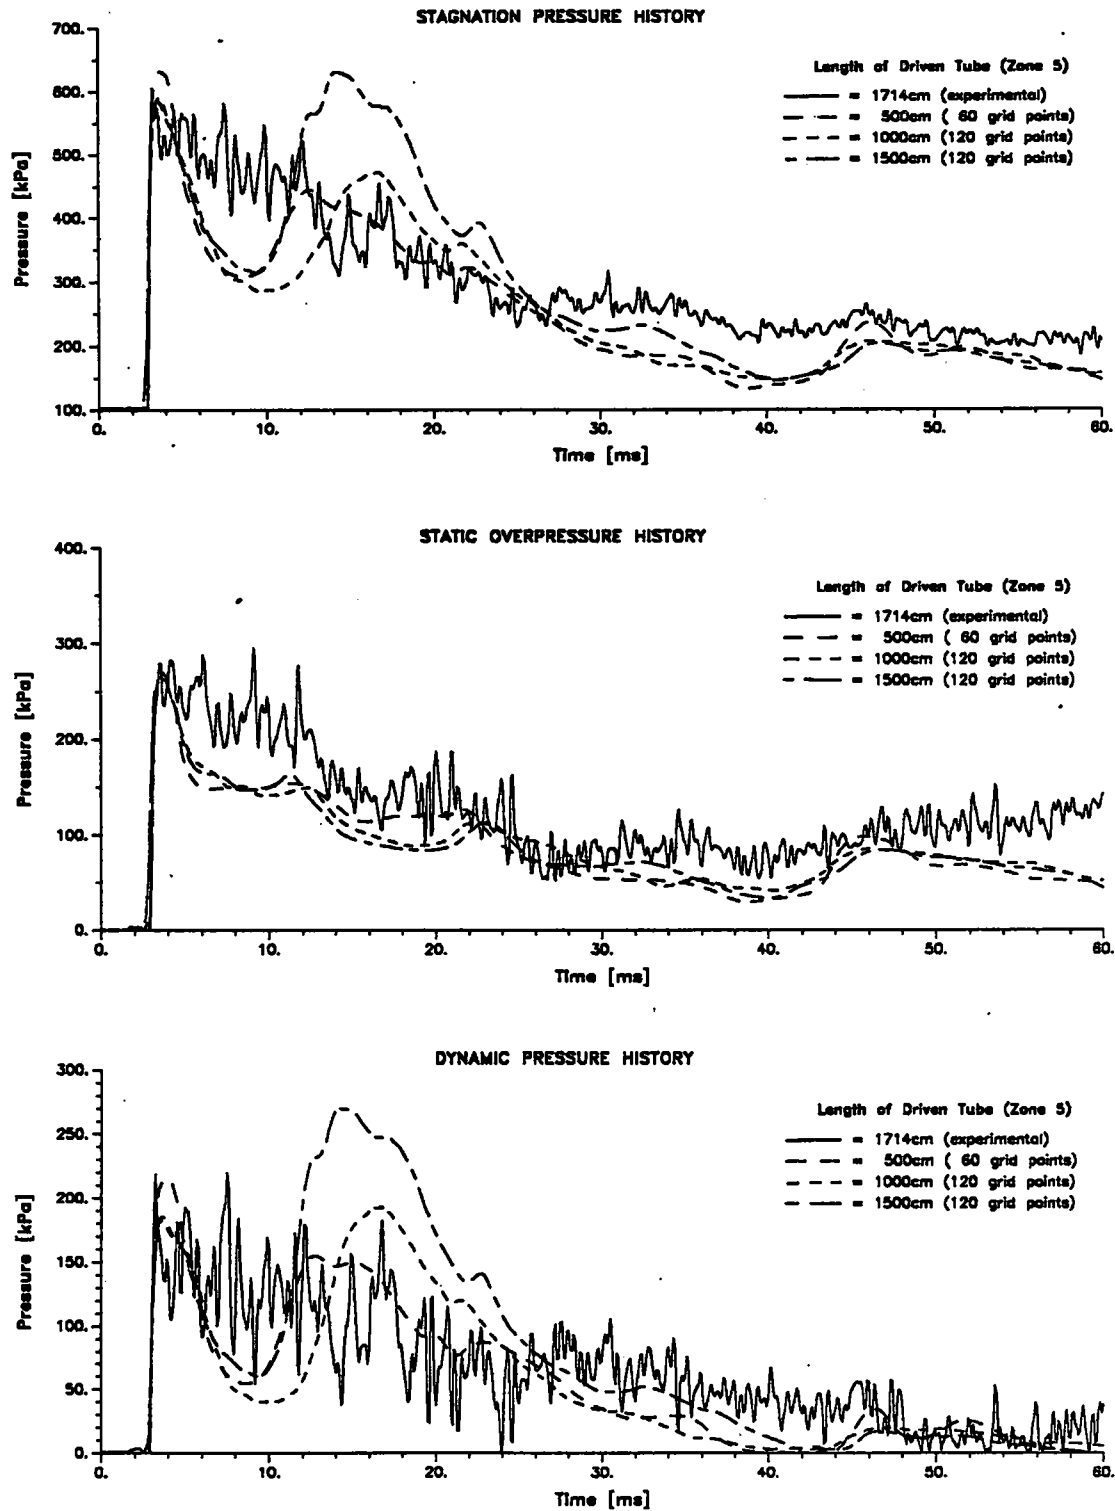 STAGNATION PRESSURE HISTORY
700.
600.
500.
400.
300.
200.
100.
Pressure [kPa]
Length of Driven Tube (Zone 5)
= 1714cm (experimental)
= 500cm ( 60 grid points)
= 1000cm (120 grid points)
= 1500cm (120 grid points)
0. 10. 20. 30. 40. 50. 60.
Time [ms]
STATIC OVERPRESSURE HISTORY
400.
300.
200.
100.
0.
Pressure [kPa]
Length of Driven Tube (Zone 5)
= 1714cm (experimental)
= 500cm ( 60 grid points)
= 1000cm (120 grid points)
= 1500cm (120 grid points)
0. 10. 20. 30. 40. 50. 60.
Time [ms]
DYNAMIC PRESSURE HISTORY
300.
250.
200.
150.
100.
50.
0.
Pressure [kPa]
Length of Driven Tube (Zone 5)
= 1714cm (experimental)
= 500cm ( 60 grid points)
= 1000cm (120 grid points)
= 1500cm (120 grid points)
0. 10. 20. 30. 40. 50. 60.
Time [ms]